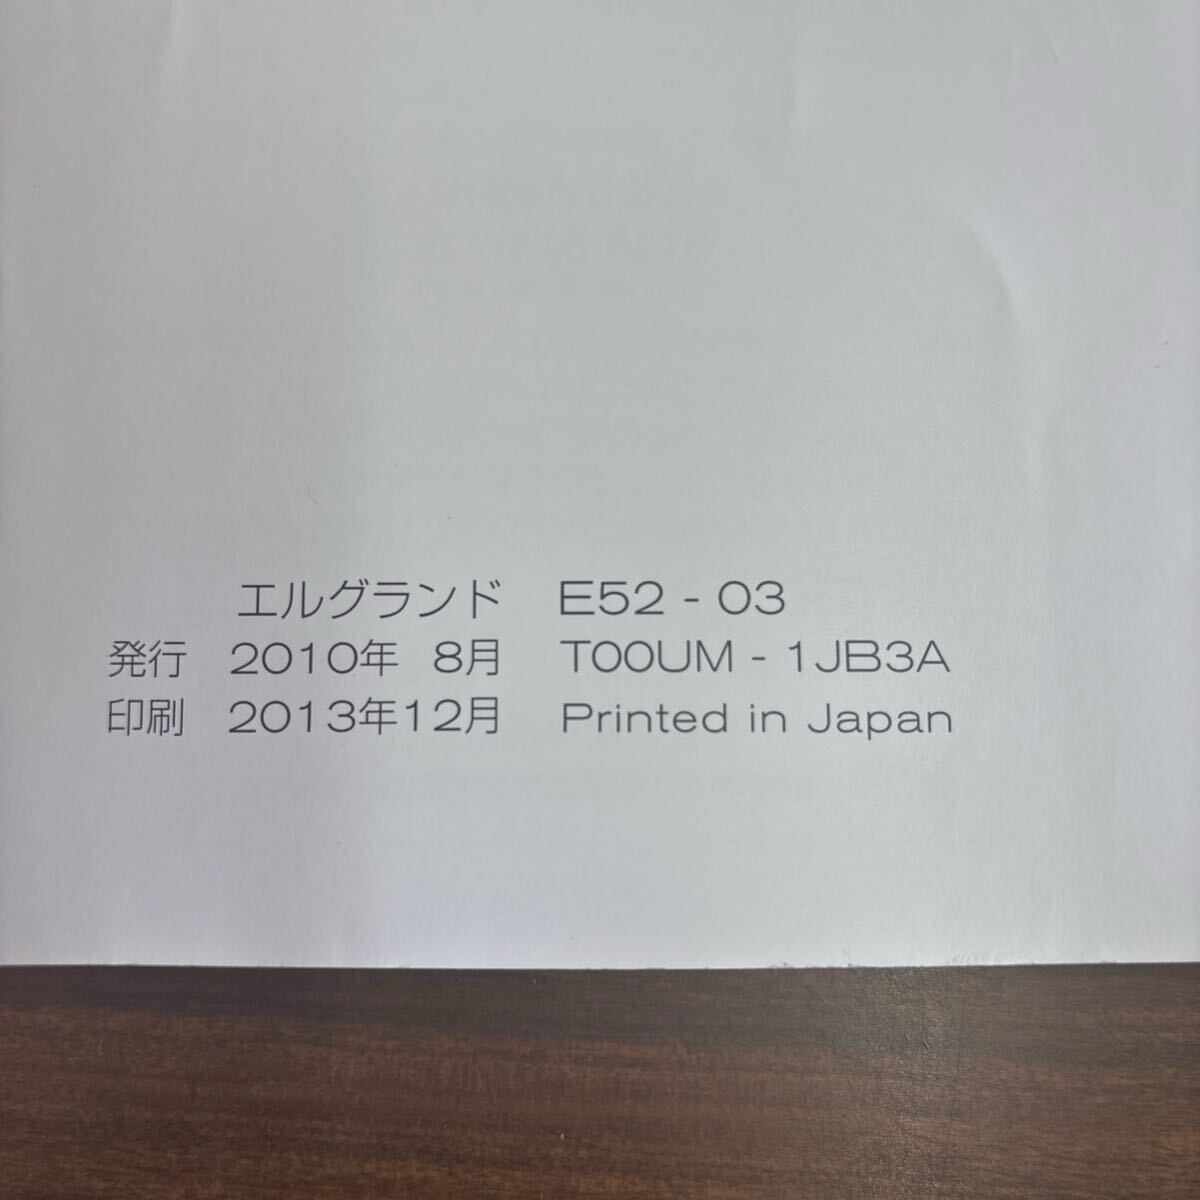 エルグランド E52 - 03
発行 2010年 8月 T00UM - 1JB3A
印刷 2013年12月 Printed in Japan